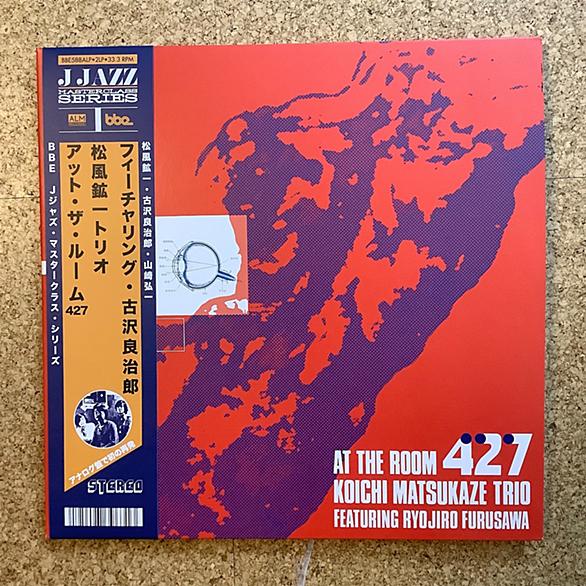 BBE588ALP•2LP•33.3 RPM
J JAZZ
MASTERCLASS
SERIES
ALM
bbe
松風鉱一・古沢良治郎・山崎弘一
フィーチャリング・古沢良治郎
松風鉱一トリオ
アット・ザ・ルーム427
BBE Jジャズ・マスタークラス・シリーズ
アナログ盤で初の再発
STEREO
AT THE ROOM 427
KOICHI MATSUKAZE TRIO
FEATURING RYOJIRO FURUSAWA